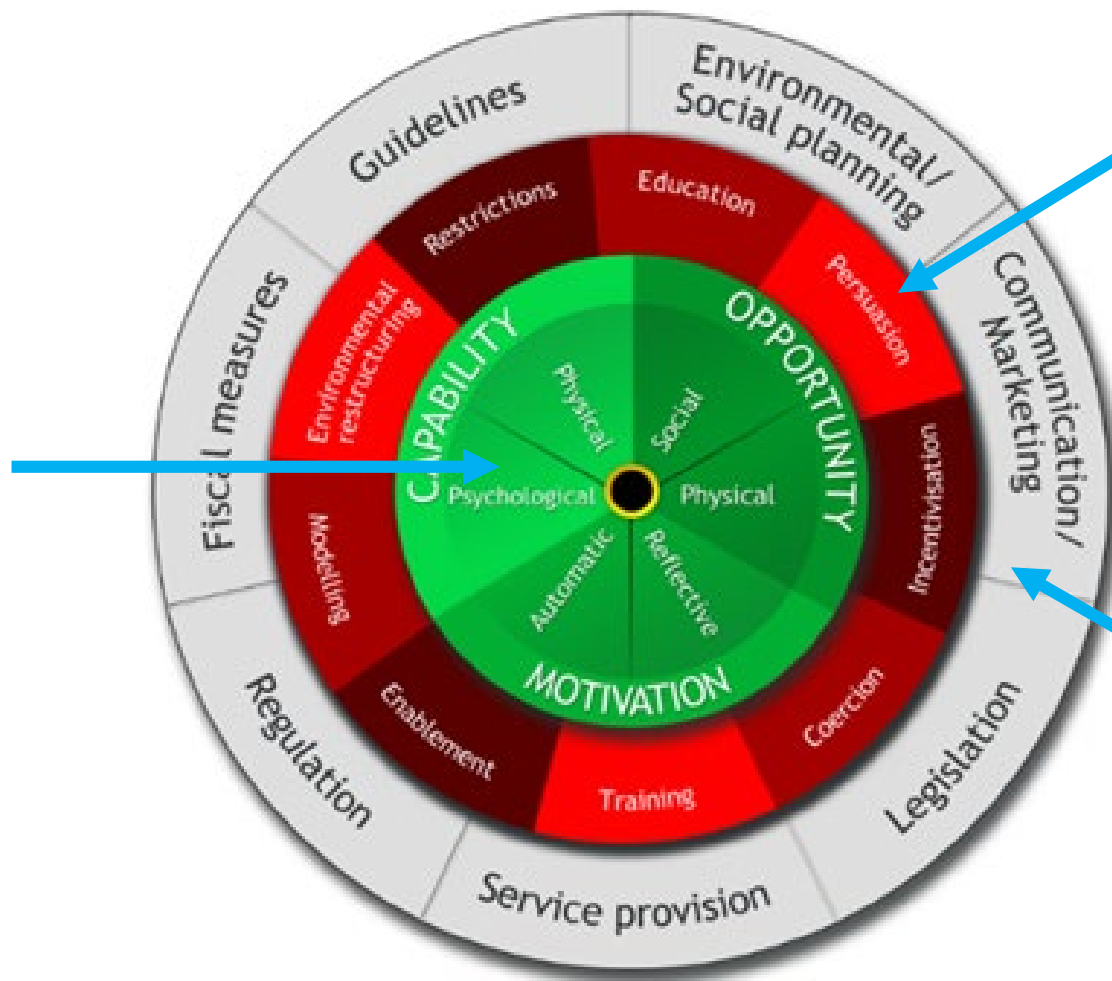 Guidelines
Environmental/
Social planning
Communication/
Marketing
Legislation
Service provision
Regulation
Fiscal measures
Restrictions
Education
Persuasion
Incentivisation
Coercion
Training
Enablement
Modelling
Environmental
restructuring
CAPABILITY
OPPORTUNITY
MOTIVATION
Physical
Social
Physical
Reflective
Automatic
Psychological